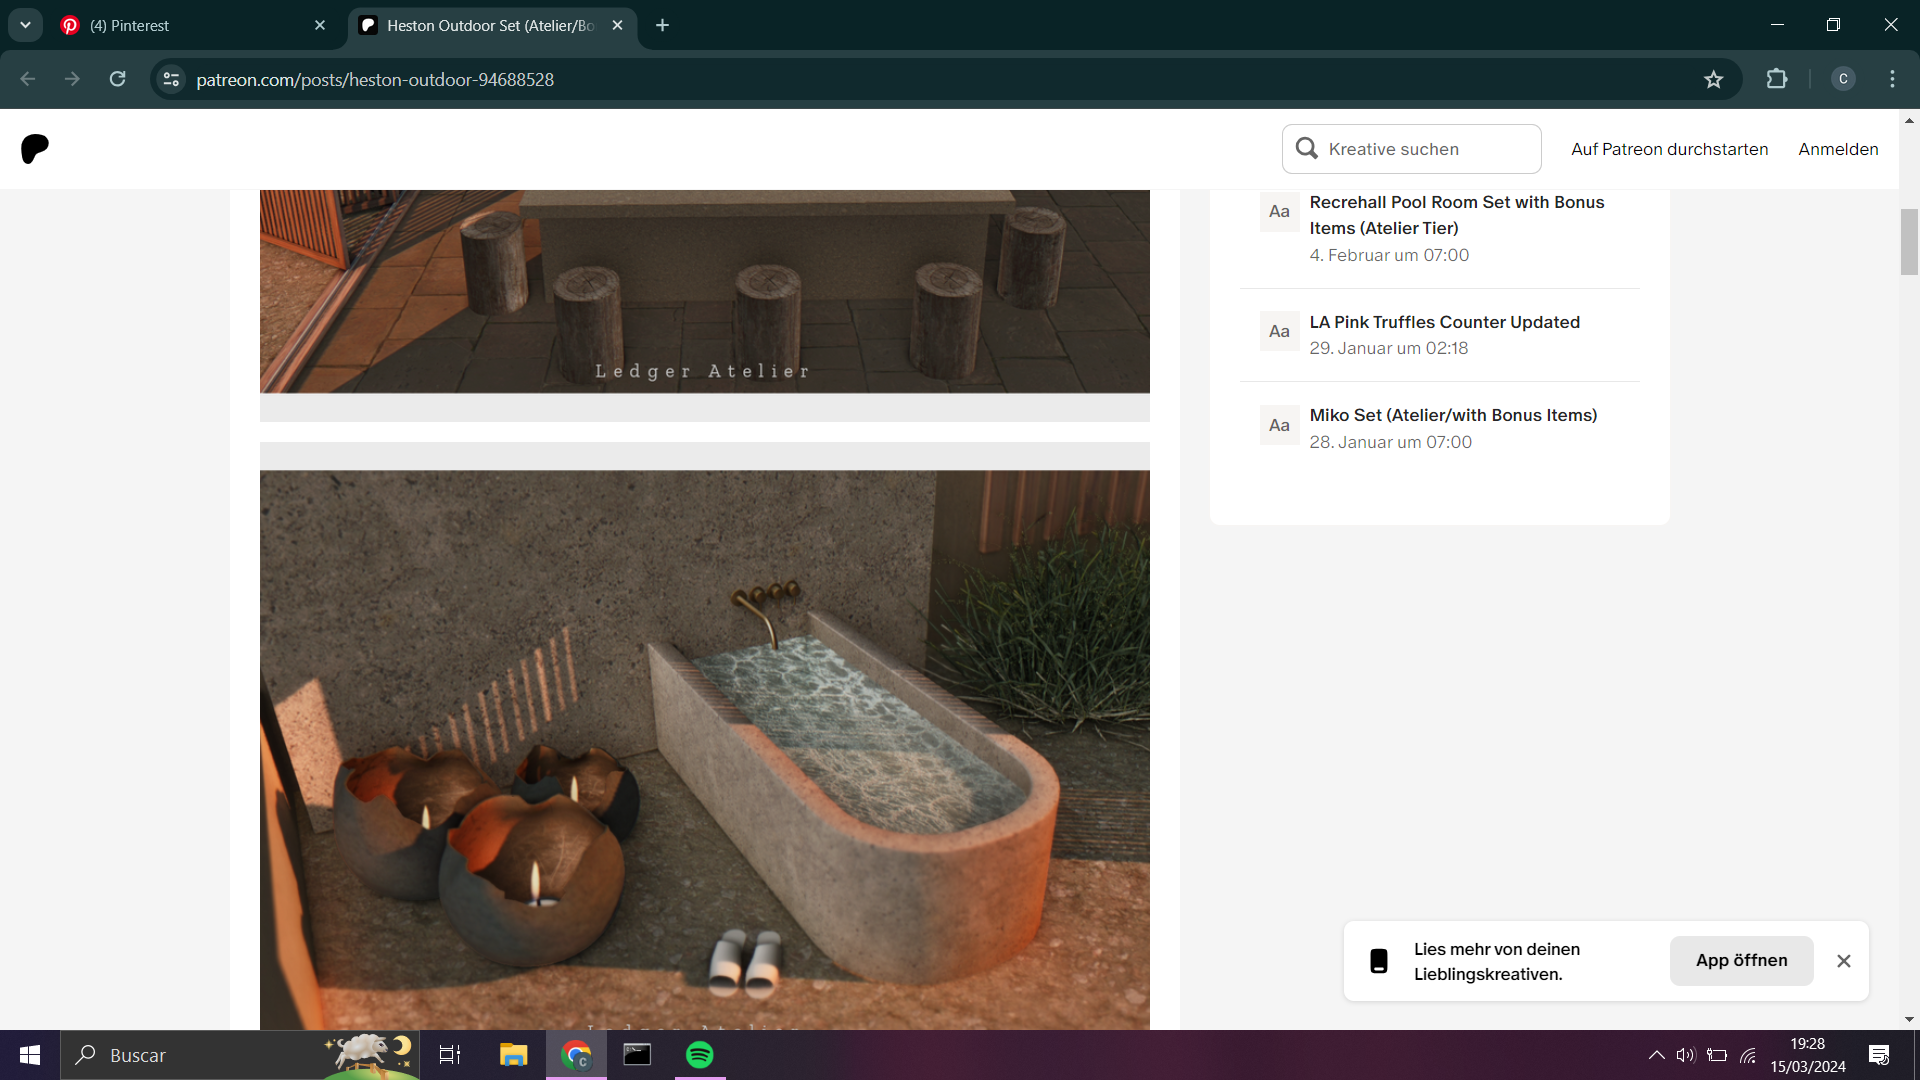 (4) Pinterest
Heston Outdoor Set (Atelier/Bo
patreon.com/posts/heston-outdoor-94688528
C
Kreative suchen
Auf Patreon durchstarten
Anmelden
Ledger Atelier
Aa
Recrehall Pool Room Set with Bonus
Items (Atelier Tier)
4. Februar um 07:00
Aa
LA Pink Truffles Counter Updated
29. Januar um 02:18
Aa
Miko Set (Atelier/with Bonus Items)
28. Januar um 07:00
Ledger Atelier
Lies mehr von deinen
Lieblingskreativen.
App öffnen
Buscar
C
19:28
15/03/2024